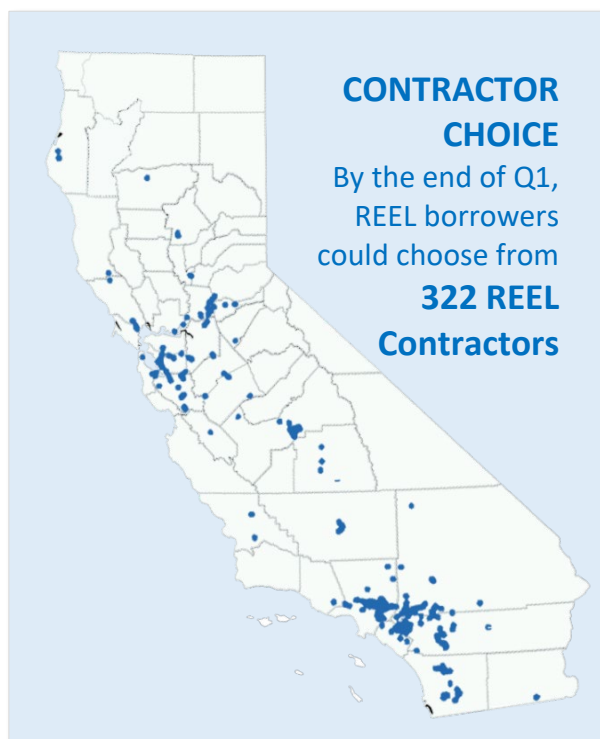 CONTRACTOR
CHOICE
By the end of Q1,
REEL borrowers
could choose from
322 REEL
Contractors